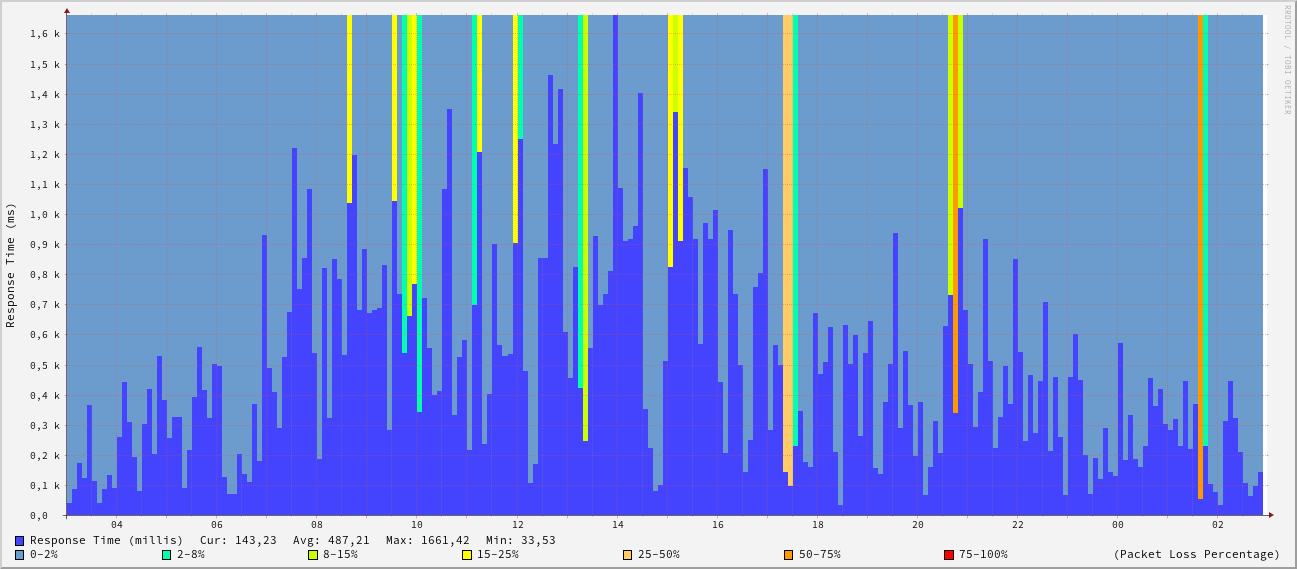 RRDTOOL / TOBI OETIKER
Response Time (ms)
1,6 k
1,5 k
1,4 k
1,3 k
1,2 k
1,1 k
1,0 k
0,9 k
0,8 k
0,7 k
0,6 k
0,5 k
0,4 k
0,3 k
0,2 k
0,1 k
0,0
04 06 08 10 12 14 16 18 20 22 00 02
Response Time (millis) Cur: 143,23 Avg: 487,21 Max: 1661,42 Min: 33,53
0-2% 2-8% 8-15% 15-25% 25-50% 50-75% 75-100% (Packet Loss Percentage)